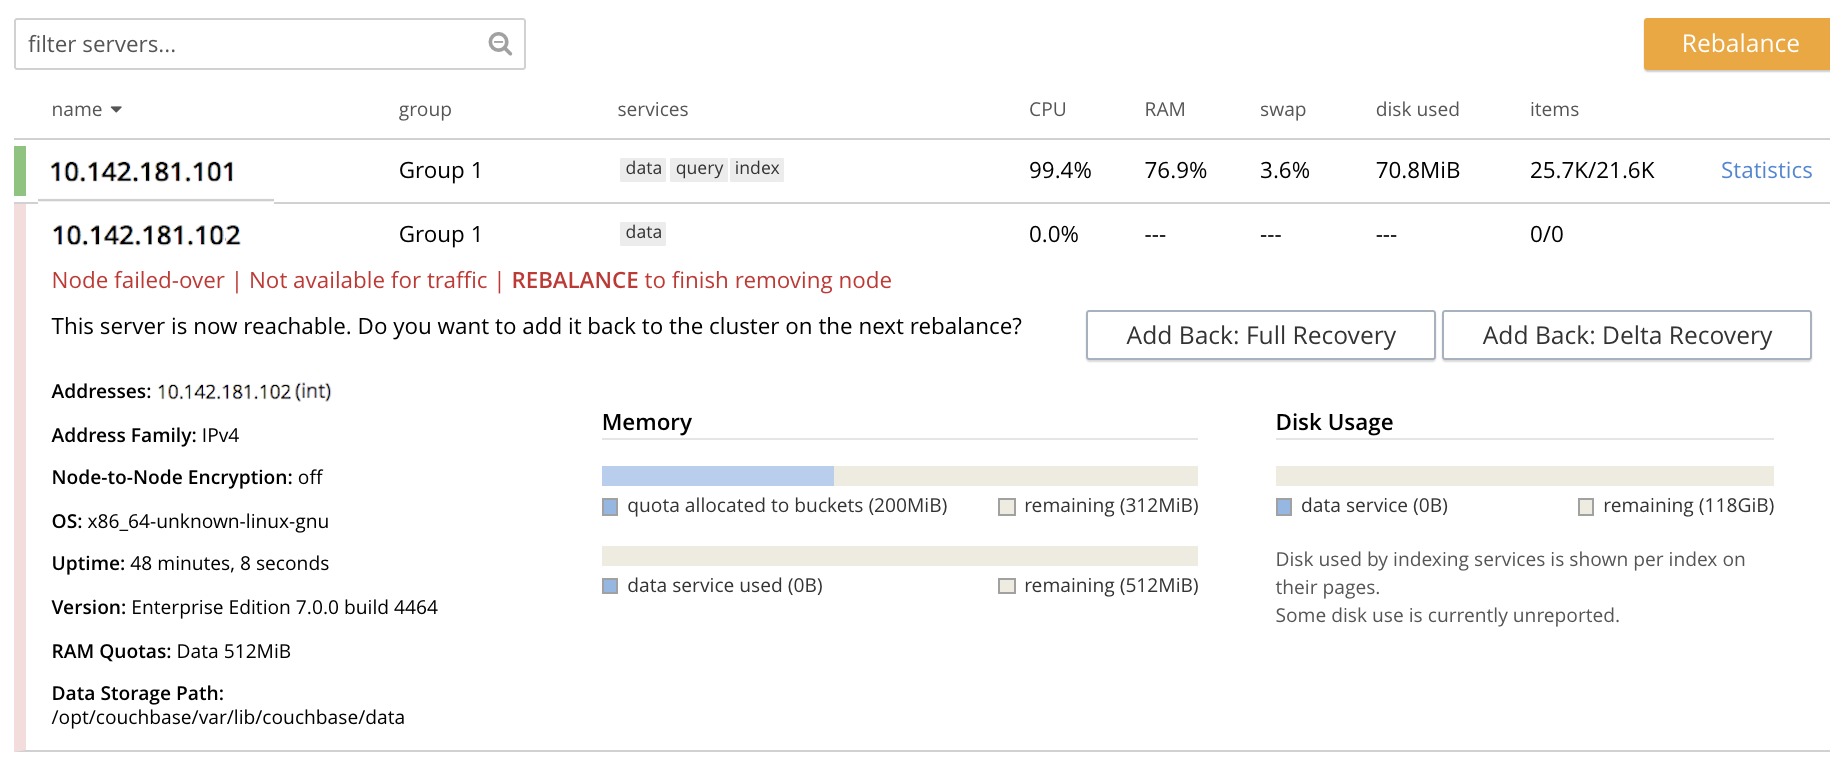 filter servers...
Rebalance
name group services CPU RAM swap disk used items
10.142.181.101 Group 1 data query index 99.4% 76.9% 3.6% 70.8MiB 25.7K/21.6K Statistics
10.142.181.102 Group 1 data 0.0% --- --- --- 0/0
Node failed-over | Not available for traffic | REBALANCE to finish removing node
This server is now reachable. Do you want to add it back to the cluster on the next rebalance?
Add Back: Full Recovery
Add Back: Delta Recovery
Addresses: 10.142.181.102 (int)
Address Family: IPv4
Node-to-Node Encryption: off
OS: x86_64-unknown-linux-gnu
Uptime: 48 minutes, 8 seconds
Version: Enterprise Edition 7.0.0 build 4464
RAM Quotas: Data 512MiB
Data Storage Path:
/opt/couchbase/var/lib/couchbase/data
Memory
quota allocated to buckets (200MiB) remaining (312MiB)
data service used (0B) remaining (512MiB)
Disk Usage
data service (0B) remaining (118GiB)
Disk used by indexing services is shown per index on
their pages.
Some disk use is currently unreported.